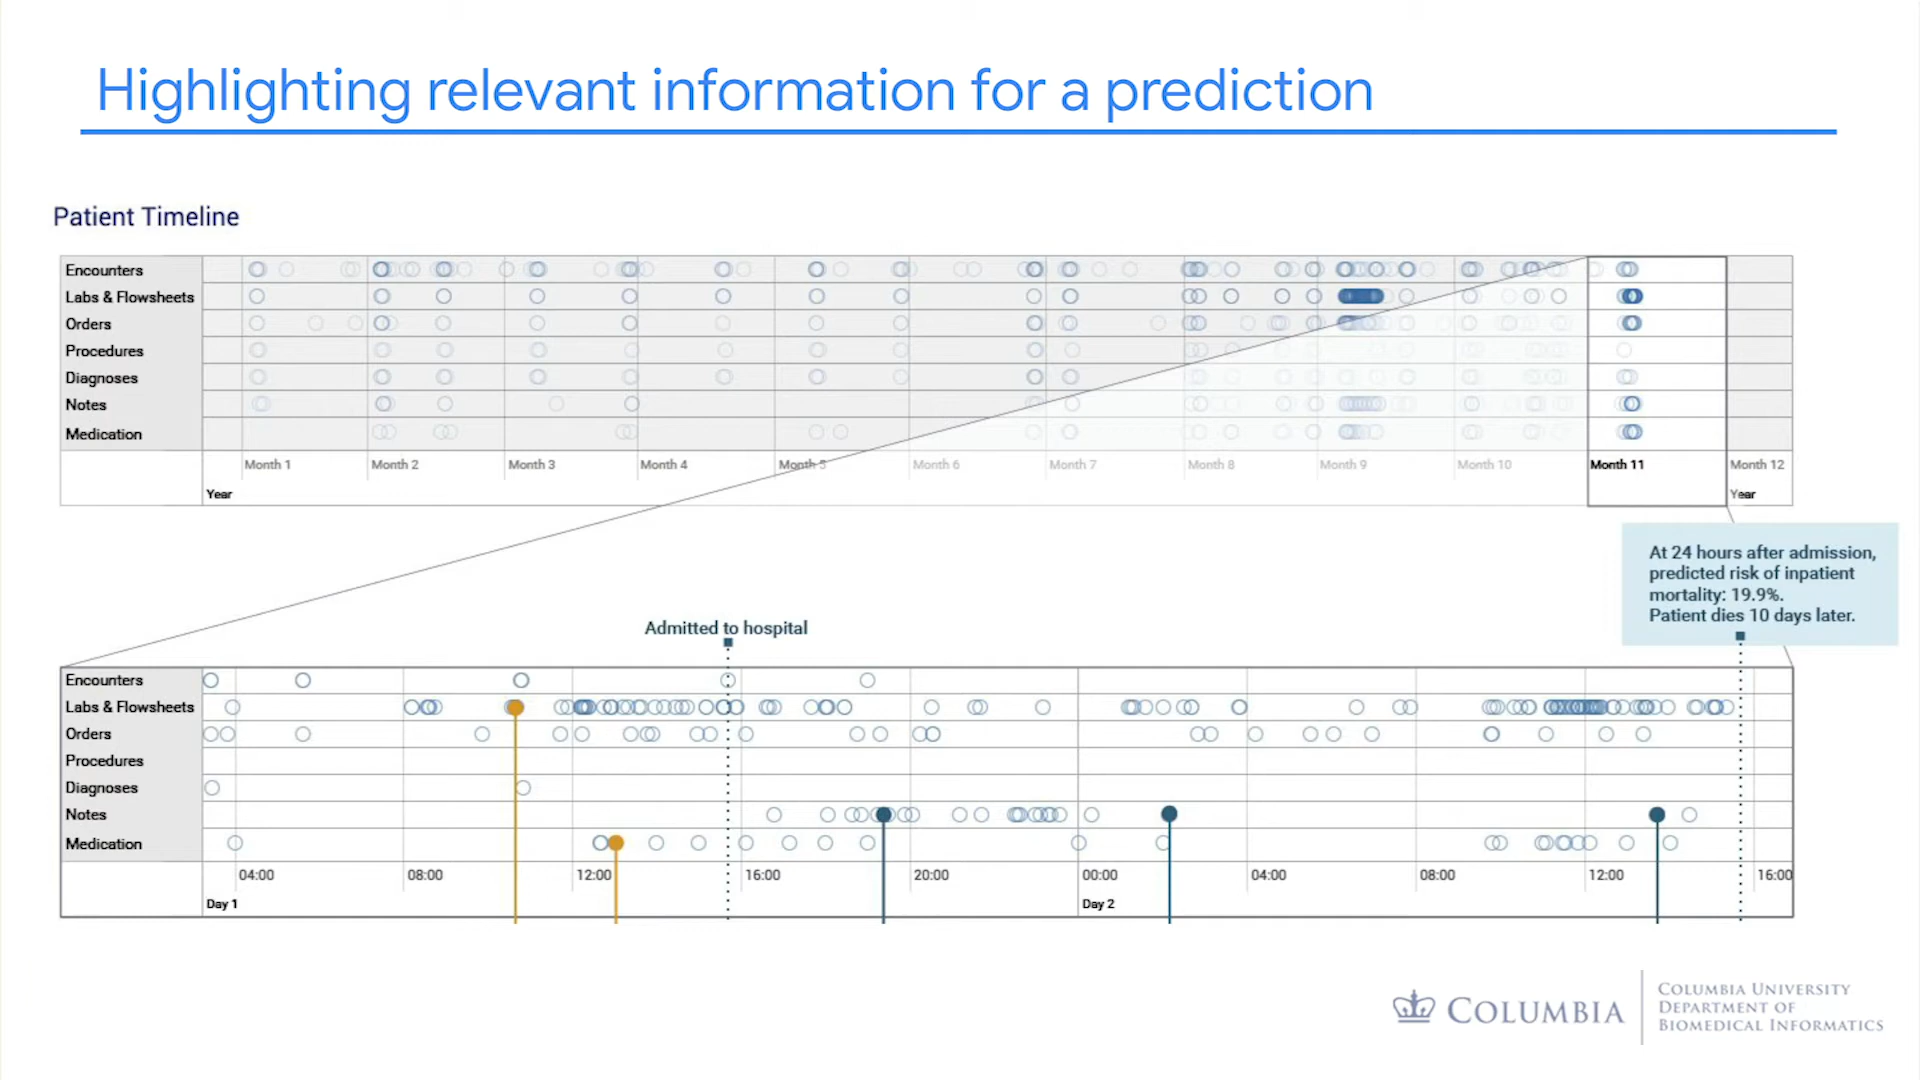 Highlighting relevant information for a prediction
Patient Timeline
Encounters
Labs & Flowsheets
Orders
Procedures
Diagnoses
Notes
Medication
Month 1 Month 2 Month 3 Month 4 Month 5 Month 6 Month 7 Month 8 Month 9 Month 10 Month 11 Month 12
Year Year
At 24 hours after admission,
predicted risk of inpatient
mortality: 19.9%.
Patient dies 10 days later.
Admitted to hospital
Encounters
Labs & Flowsheets
Orders
Procedures
Diagnoses
Notes
Medication
04:00 08:00 12:00 16:00 20:00 00:00 04:00 08:00 12:00 16:00
Day 1 Day 2
COLUMBIA
COLUMBIA UNIVERSITY
DEPARTMENT OF
BIOMEDICAL INFORMATICS